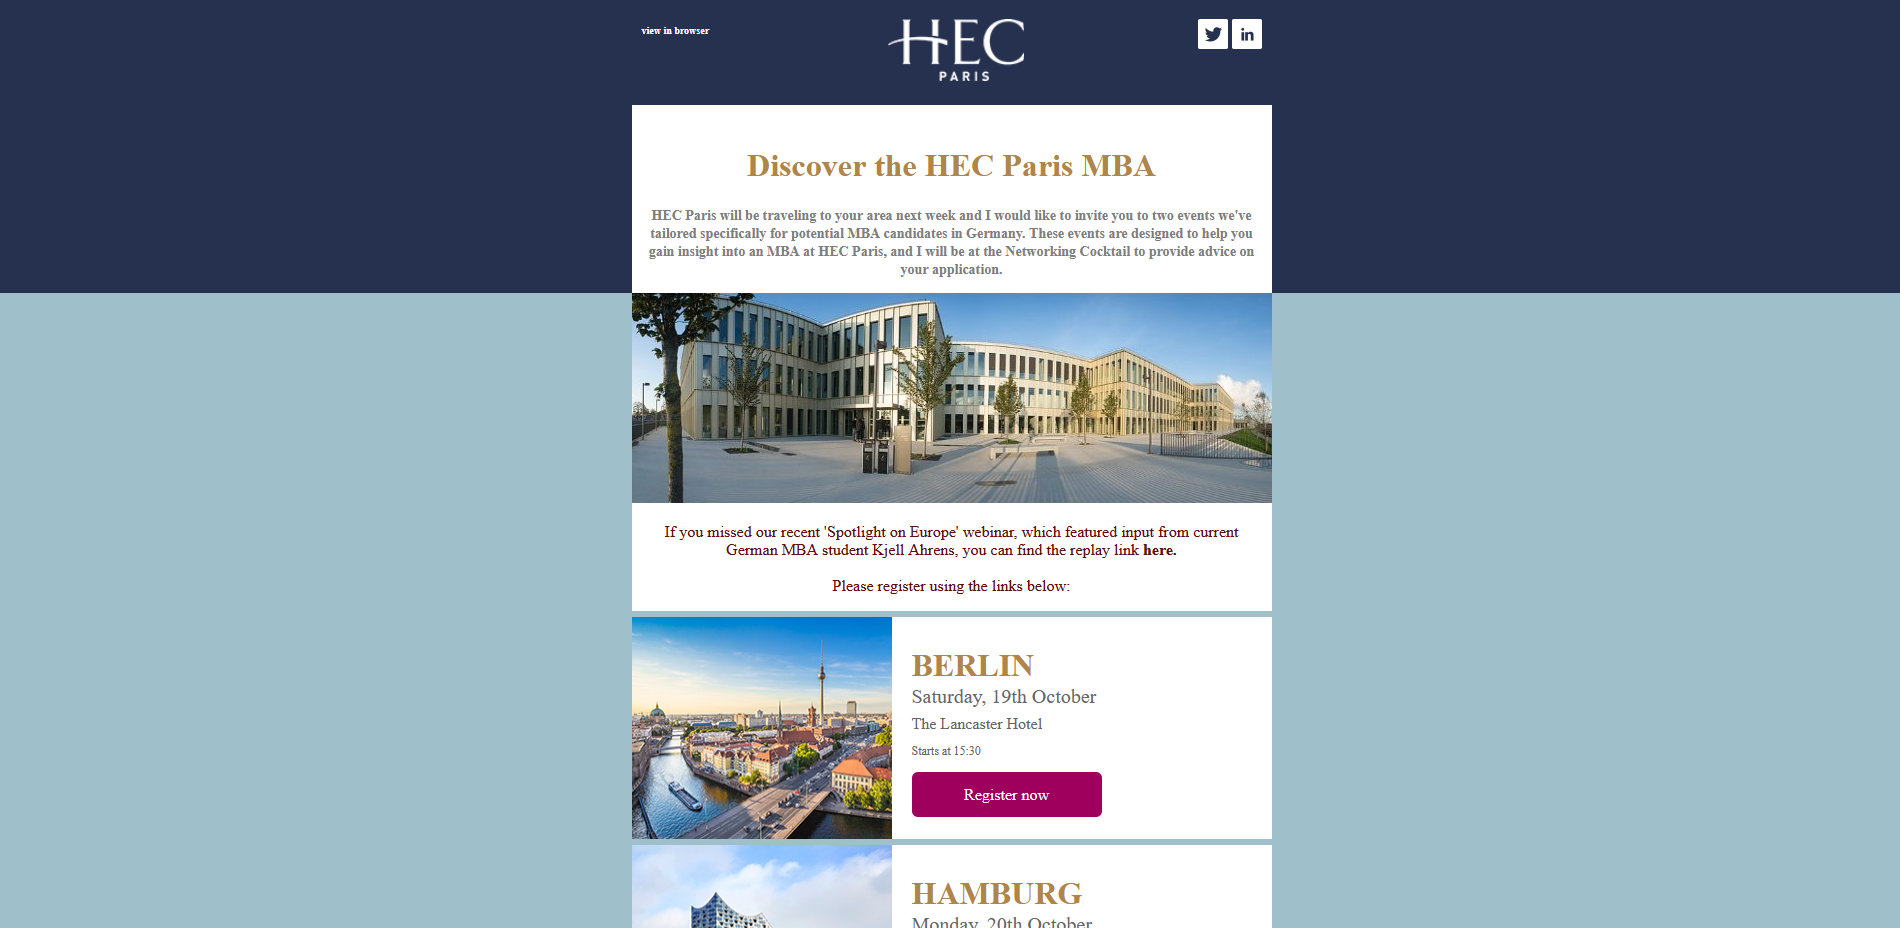 view in browser
HEC
PARIS
in
Discover the HEC Paris MBA
HEC Paris will be traveling to your area next week and I would like to invite you to two events we've
tailored specifically for potential MBA candidates in Germany. These events are designed to help you
gain insight into an MBA at HEC Paris, and I will be at the Networking Cocktail to provide advice on
your application.
If you missed our recent 'Spotlight on Europe' webinar, which featured input from current
German MBA student Kjell Ahrens, you can find the replay link here.
Please register using the links below:
BERLIN
Saturday, 19th October
The Lancaster Hotel
Starts at 15:30
Register now
HAMBURG
Monday, 20th October